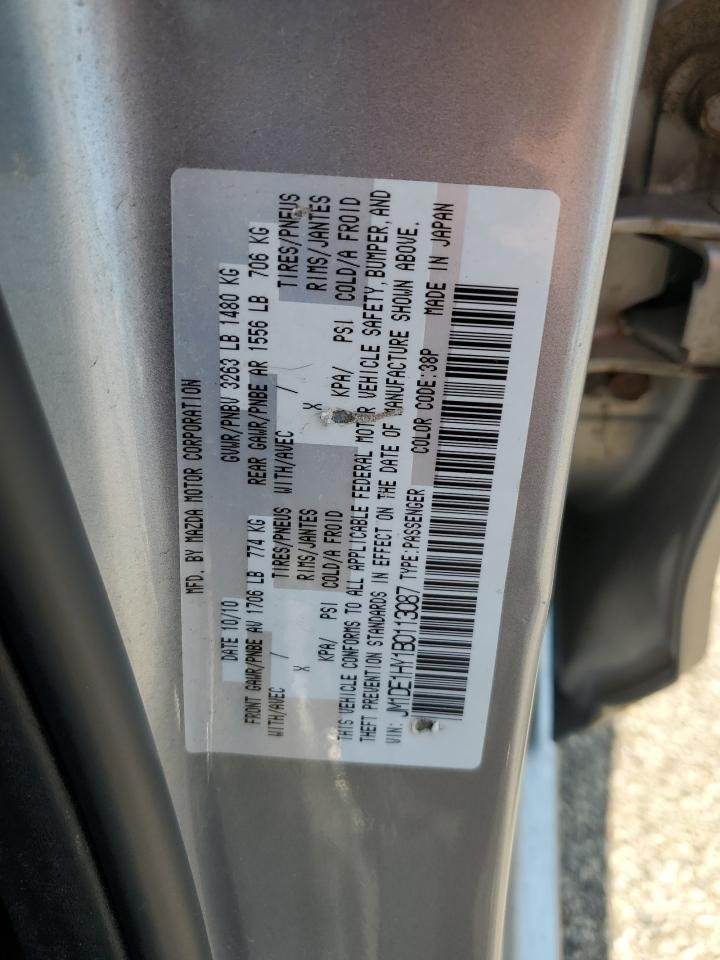 MFD. BY MAZDA MOTOR CORPORATION
DATE 10/10 GVWR/PNBV 3263 LB 1480 KG
FRONT GAWR/PNBE AV 1706 LB 774 KG REAR GAWR/PNBE AR 1556 LB 706 KG
WITH/AVEC / TIRES/PNEUS WITH/AVEC / TIRES/PNEUS
X RIMS/JANTES X RIMS/JANTES
KPA/ PSI COLD/A FROID KPA/ PSI COLD/A FROID
THIS VEHICLE CONFORMS TO ALL APPLICABLE FEDERAL MOTOR VEHICLE SAFETY, BUMPER, AND
THEFT PREVENTION STANDARDS IN EFFECT ON THE DATE OF MANUFACTURE SHOWN ABOVE.
VIN: JM1DE1HY1B0113087 TYPE:PASSENGER COLOR CODE:38P MADE IN JAPAN